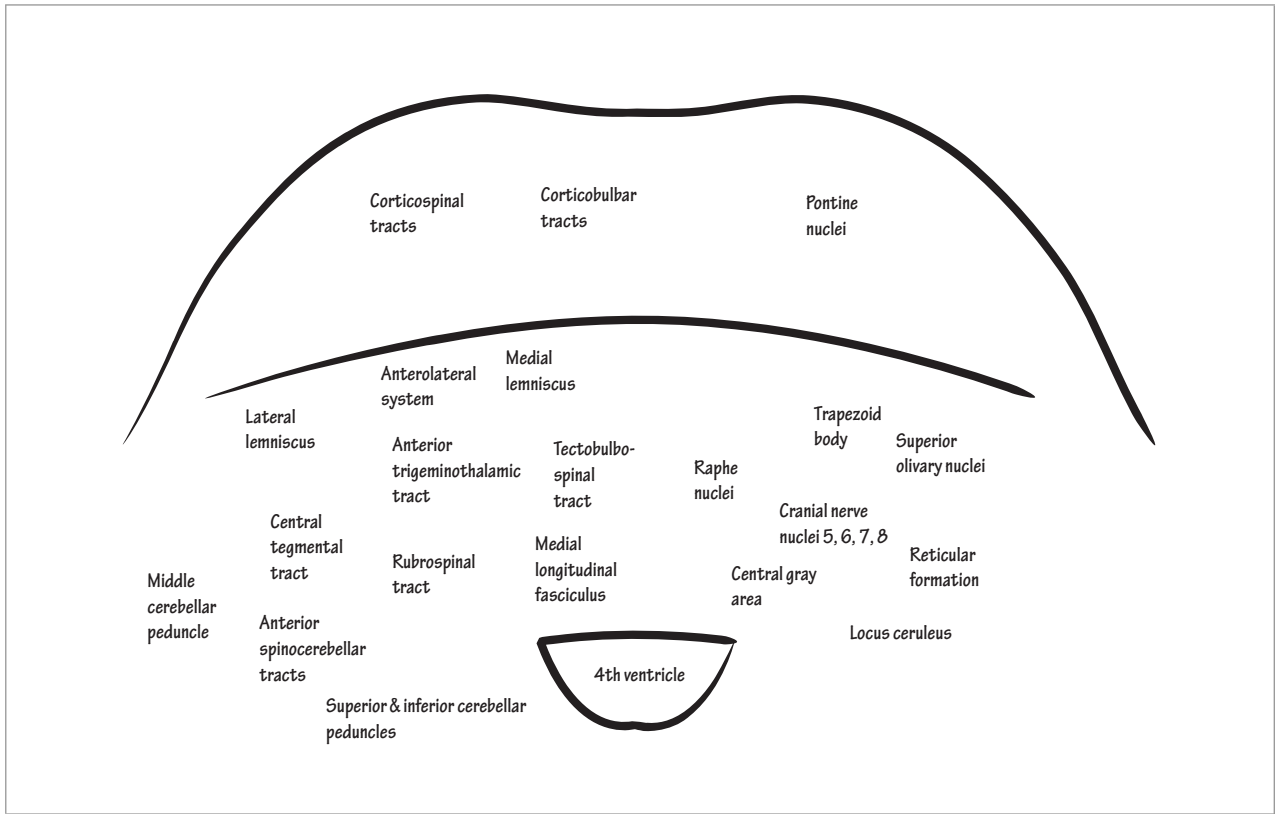 Corticospinal
tracts
Corticobulbar
tracts
Pontine
nuclei
Medial
lemniscus
Anterolateral
system
Lateral
lemniscus
Trapezoid
body
Superior
olivary nuclei
Anterior
trigeminothalamic
tract
Tectobulbo-
spinal
tract
Raphe
nuclei
Cranial nerve
nuclei 5, 6, 7, 8
Central
tegmental
tract
Rubrospinal
tract
Medial
longitudinal
fasciculus
Central gray
area
Reticular
formation
Middle
cerebellar
peduncle
Anterior
spinocerebellar
tracts
Locus ceruleus
4th ventricle
Superior & inferior cerebellar
peduncles